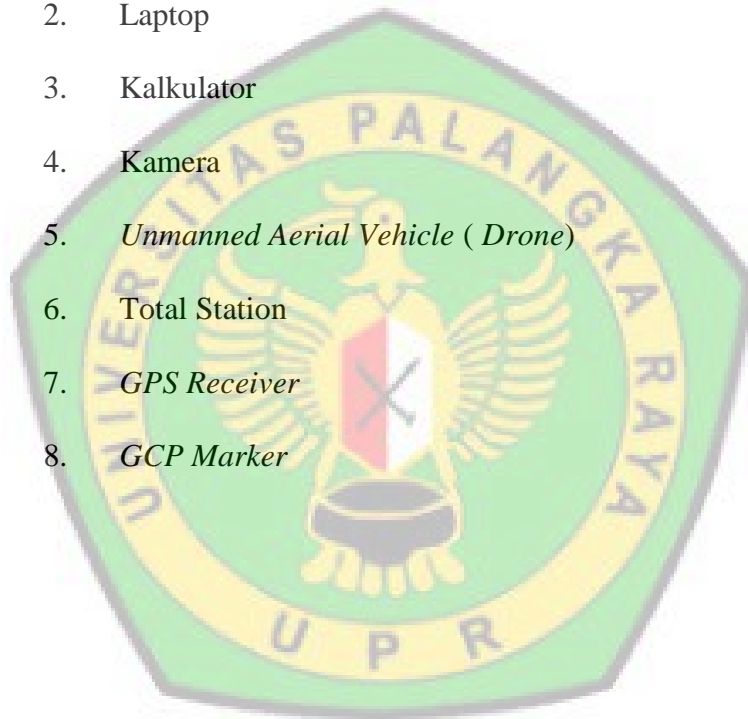 2. Laptop
3. Kalkulator
4. Kamera
5. Unmanned Aerial Vehicle ( Drone)
6. Total Station
7. GPS Receiver
8. GCP Marker
UNIVERSITAS PALANGKA RAYA
UPR